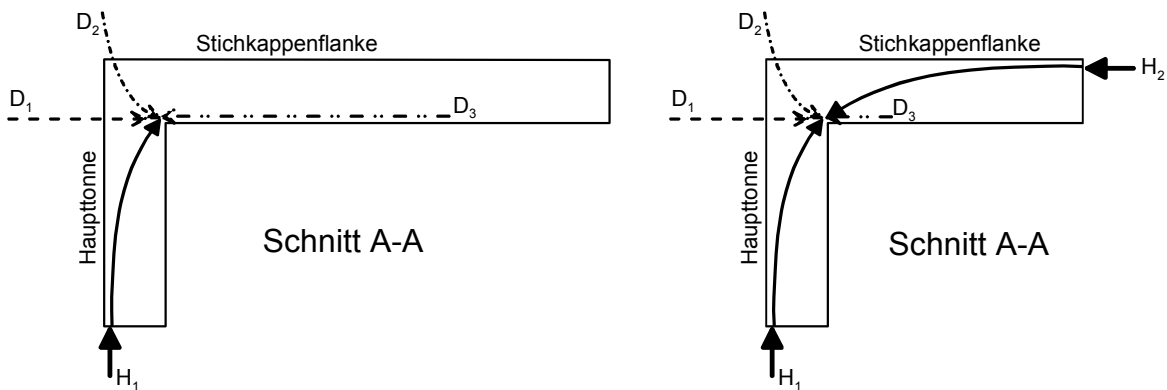 D2
Stichkappenflanke
D1
D3
Haupttonne
Schnitt A-A
H1
D2
Stichkappenflanke
H2
D1
D3
Haupttonne
Schnitt A-A
H1